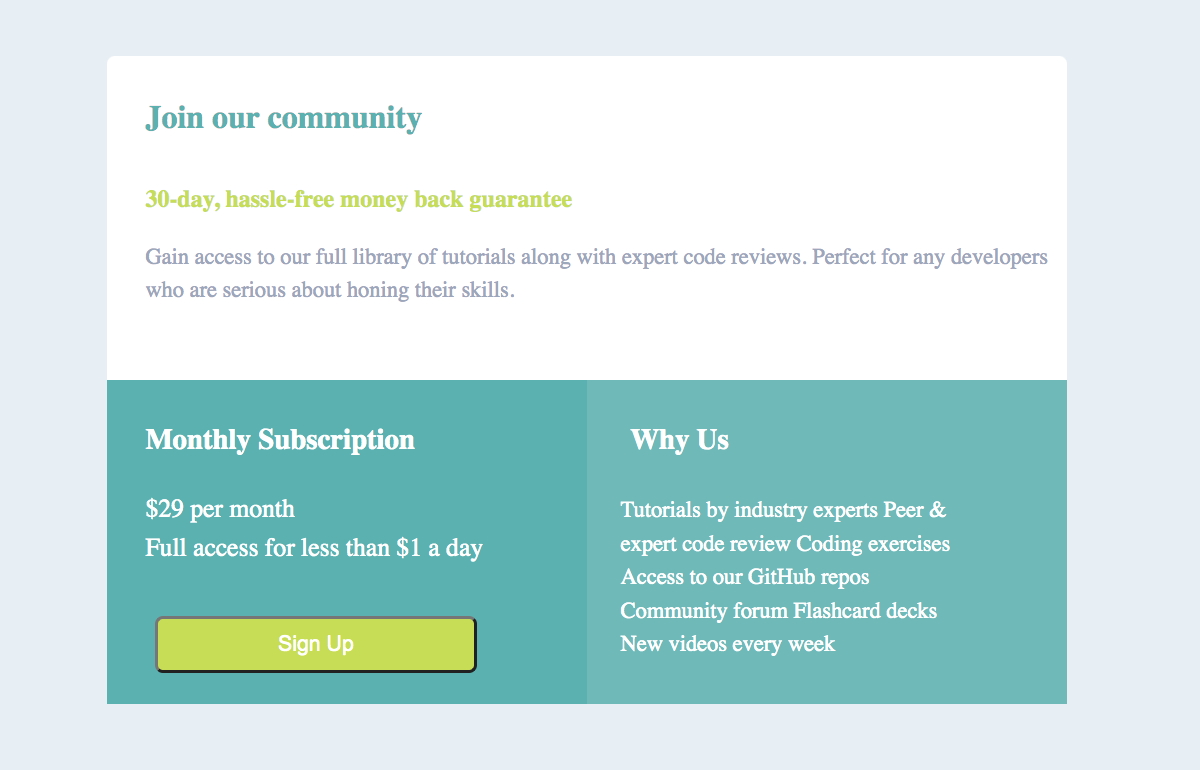 Join our community
30-day, hassle-free money back guarantee
Gain access to our full library of tutorials along with expert code reviews. Perfect for any developers
who are serious about honing their skills.
Monthly Subscription
$29 per month
Full access for less than $1 a day
Sign Up
Why Us
Tutorials by industry experts Peer &
expert code review Coding exercises
Access to our GitHub repos
Community forum Flashcard decks
New videos every week